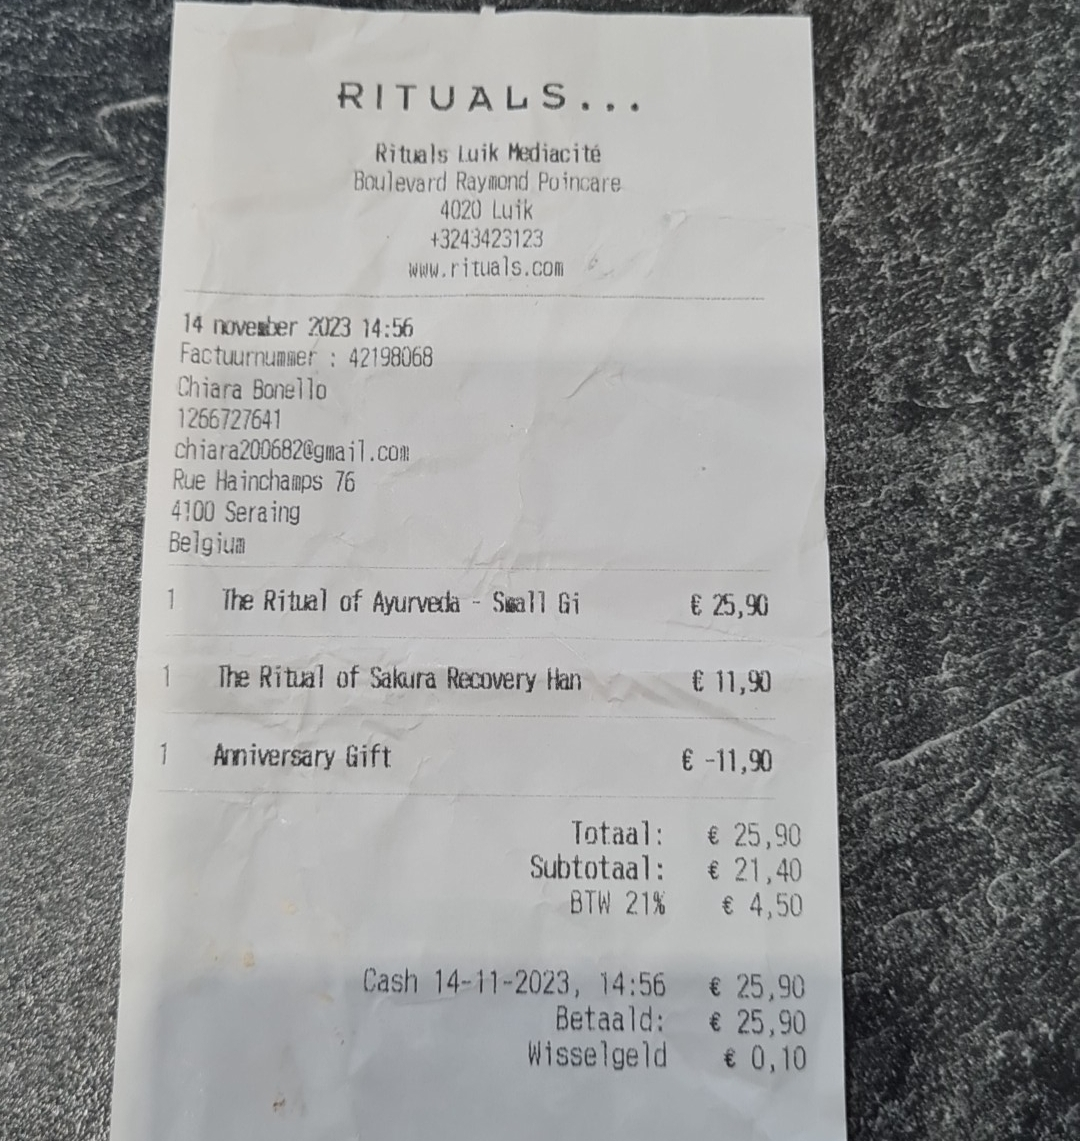 RITUALS...
Rituals Luik Mediacité
Boulevard Raymond Poincare
4020 Luik
+3243423123
www.rituals.com
14 november 2023 14:56
Factuurnummer : 42198068
Chiara Bonello
1266727641
chiara200682@gmail.com
Rue Hainchamps 76
4100 Seraing
Belgium
1 The Ritual of Ayurveda - Small Gi € 25,90
1 The Ritual of Sakura Recovery Han € 11,90
1 Anniversary Gift € -11,90
Totaal: € 25,90
Subtotaal: € 21,40
BTW 21% € 4,50
Cash 14-11-2023, 14:56 € 25,90
Betaald: € 25,90
Wisselgeld € 0,10